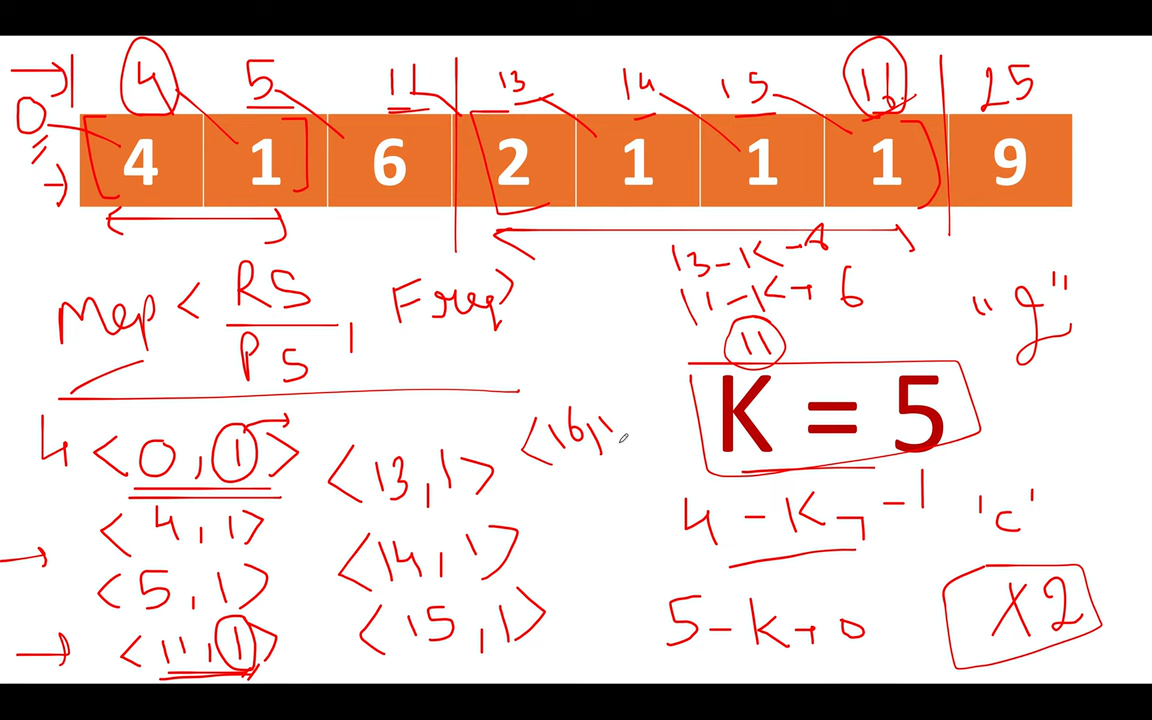 4 5 11 13 14 15 16 25
0
4 1 6 2 1 1 1 9
13 - K → 8
11 - K → 6
11
Map < RS / PS , Freq >
K = 5
4 < 0 , 1 >
< 4 , 1 >
< 5 , 1 >
< 11 , 1 >
< 13 , 1 >
< 14 , 1 >
< 15 , 1 >
< 16 , 1
4 - K → -1 'c'
5 - K → 0
X 2